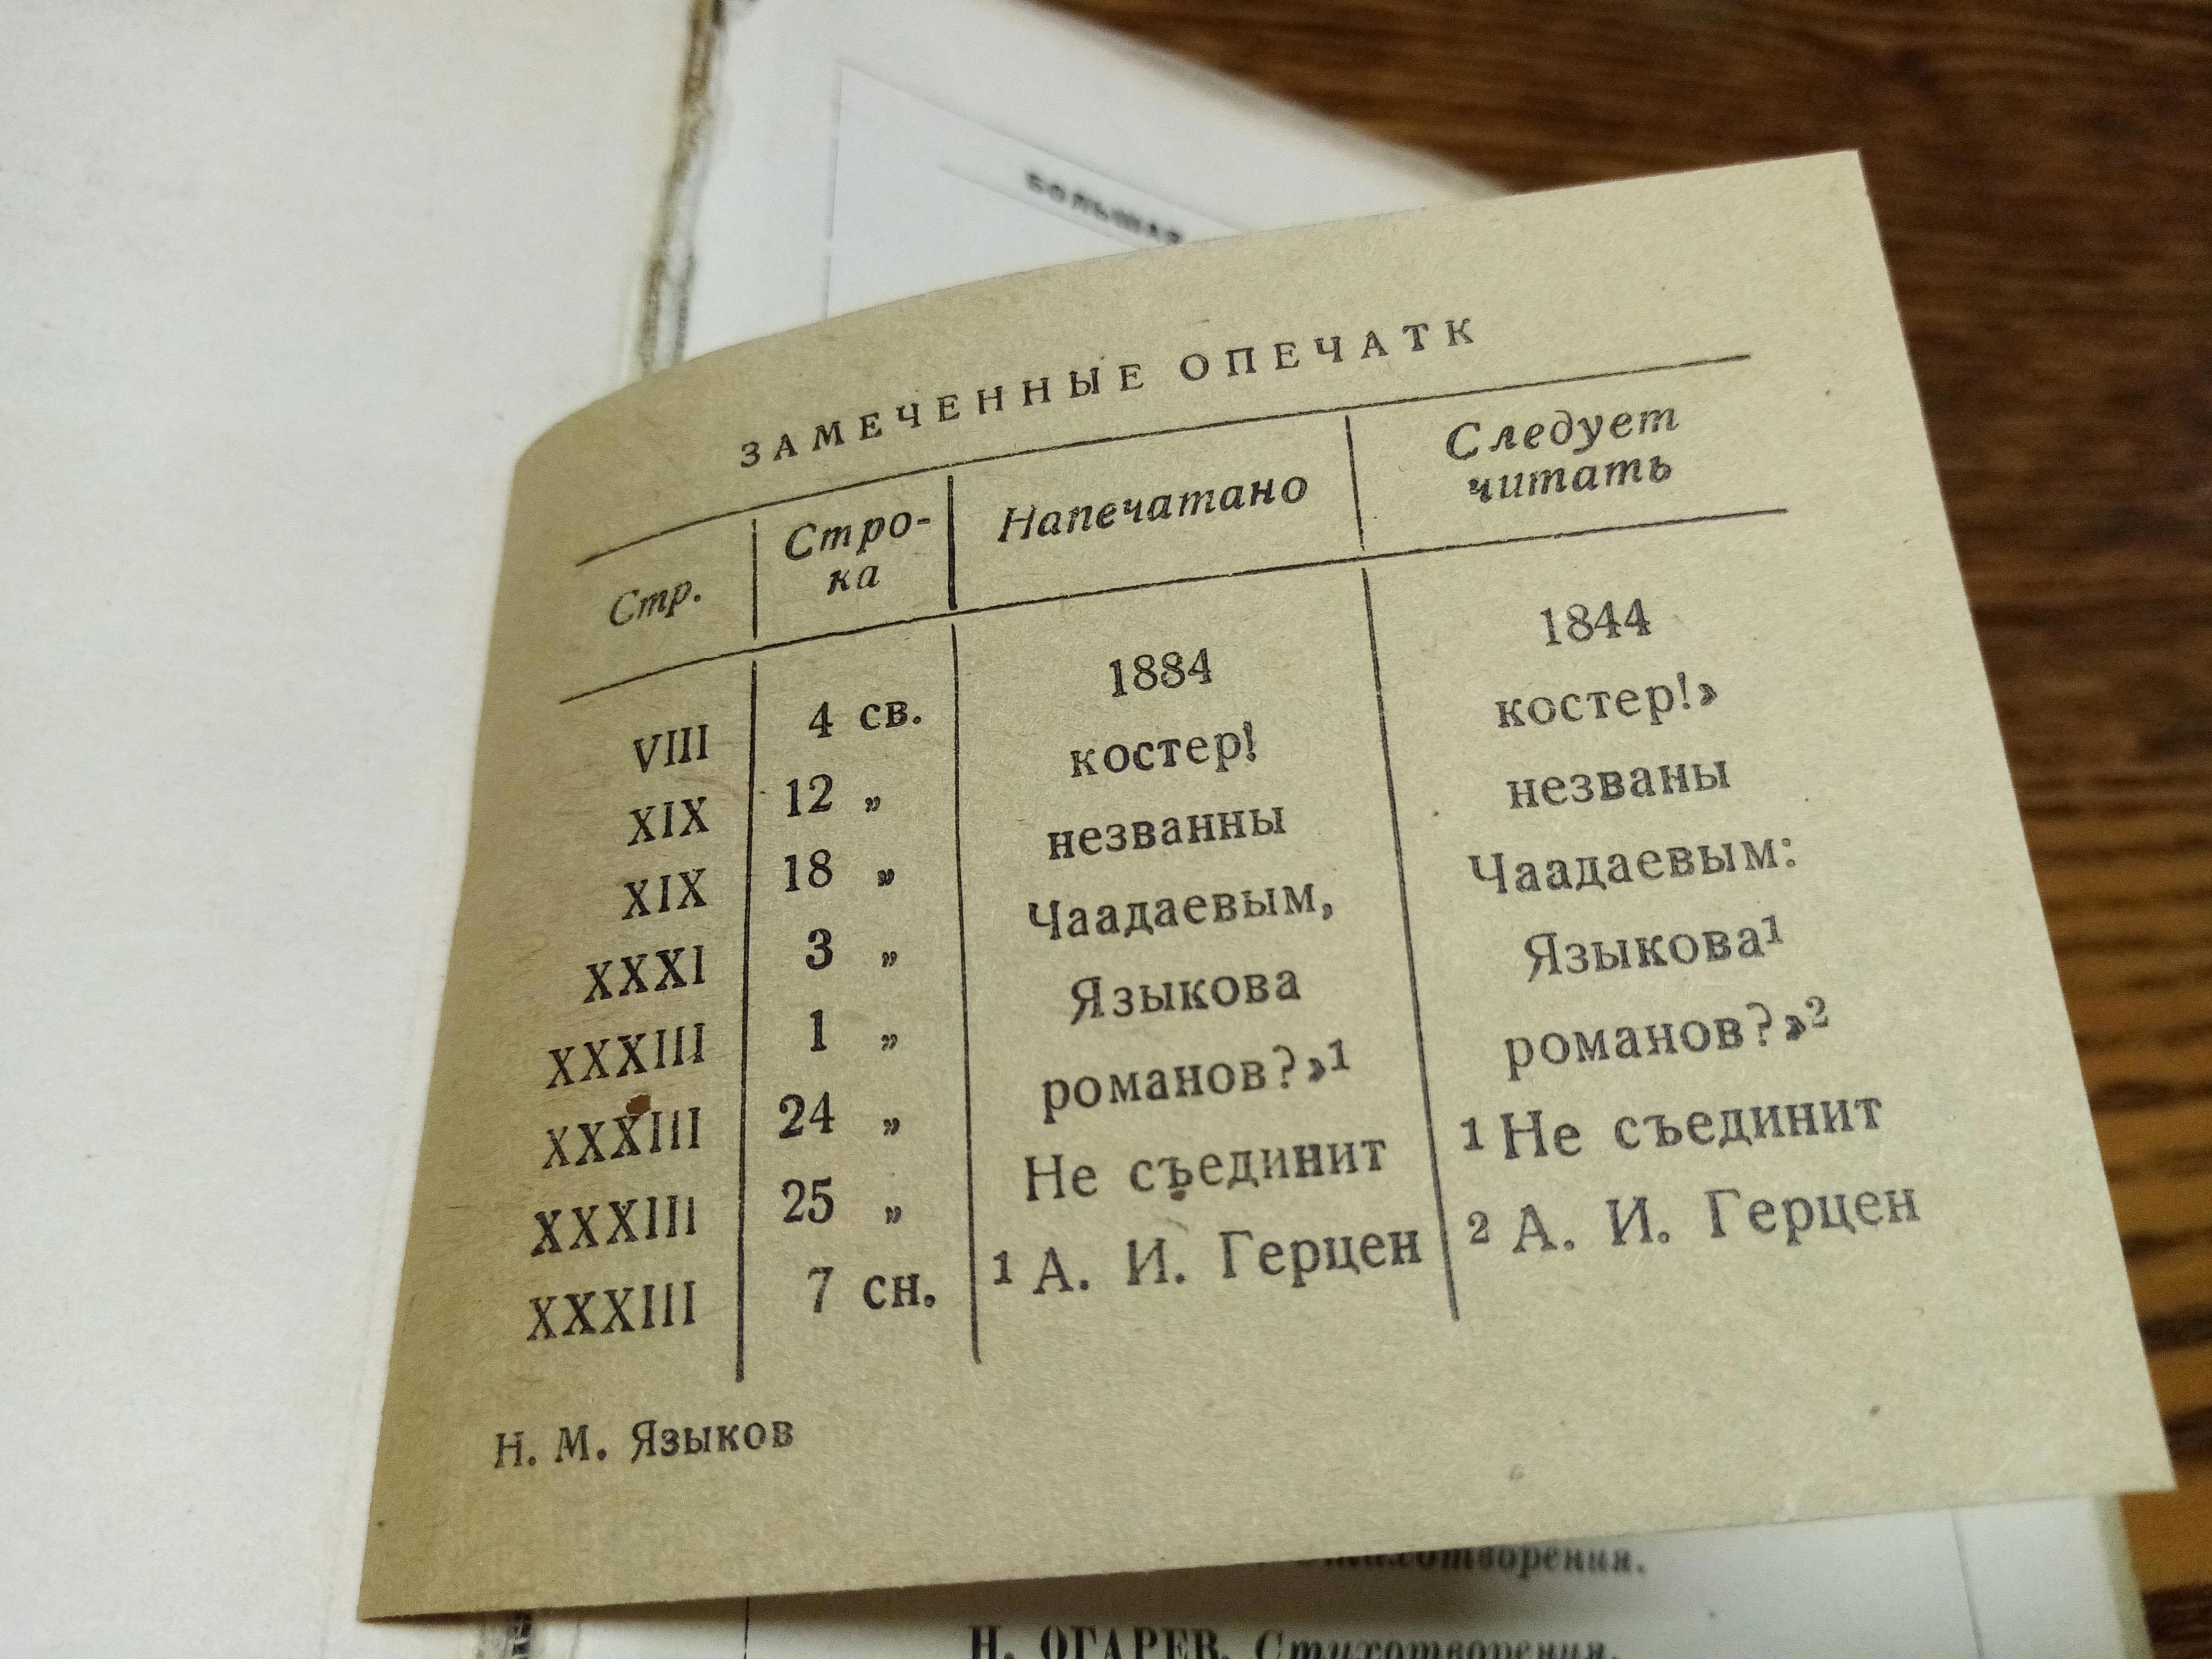 БОЛЬШАЯ
ЗАМЕЧЕННЫЕ ОПЕЧАТК
Стр. Стро- Напечатано Следует
ка читать
VIII 4 св. 1884 1844
XIX 12 „ костер! костер!»
XIX 18 „ незванны незваны
XXXI 3 „ Чаадаевым, Чаадаевым:
XXXIII 1 „ Языкова Языкова¹
XXXIII 24 „ романов?»¹ романов?»²
XXXIII 25 „ Не съединит ¹ Не съединит
XXXIII 7 сн. ¹ А. И. Герцен ² А. И. Герцен
Н. М. Языков
Стихотворения.
Н. ОГАРЕВ. Стихотворения.